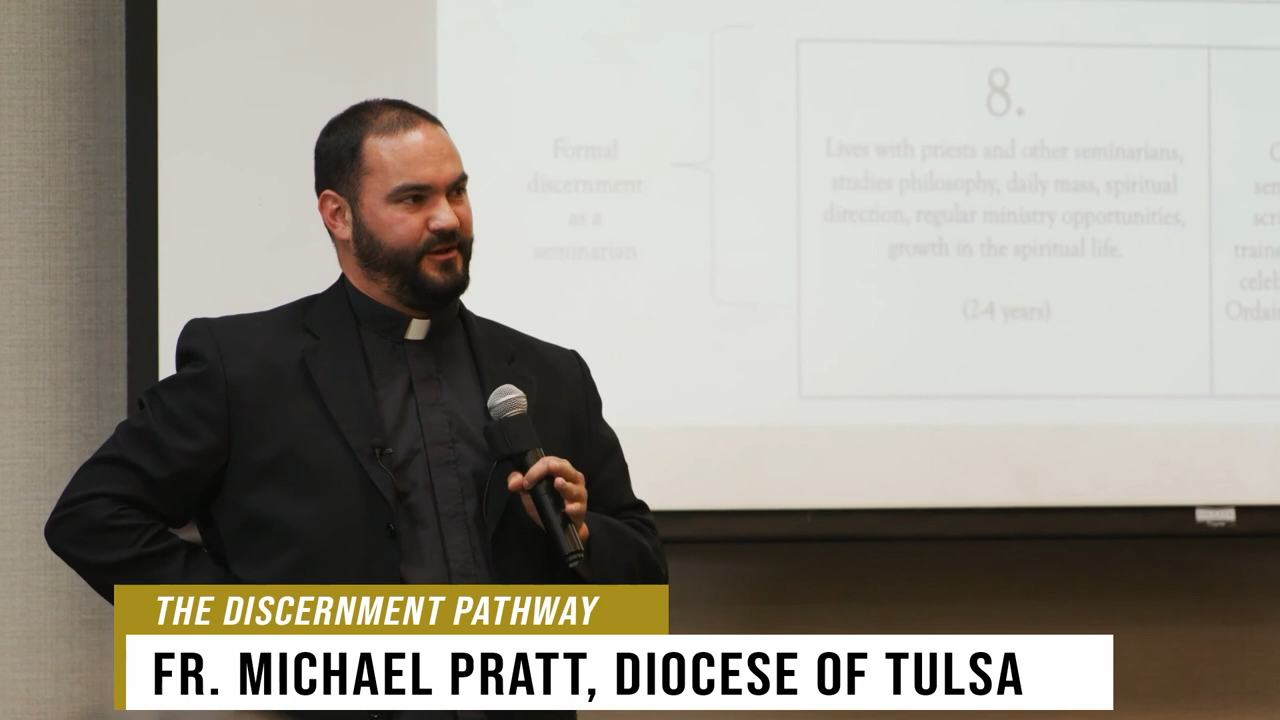 Formal
discernment
as a
seminarian
8.
Lives with priests and other seminarians,
studies philosophy, daily mass, spiritual
direction, regular ministry opportunities,
growth in the spiritual life.
(2-4 years)
THE DISCERNMENT PATHWAY
FR. MICHAEL PRATT, DIOCESE OF TULSA